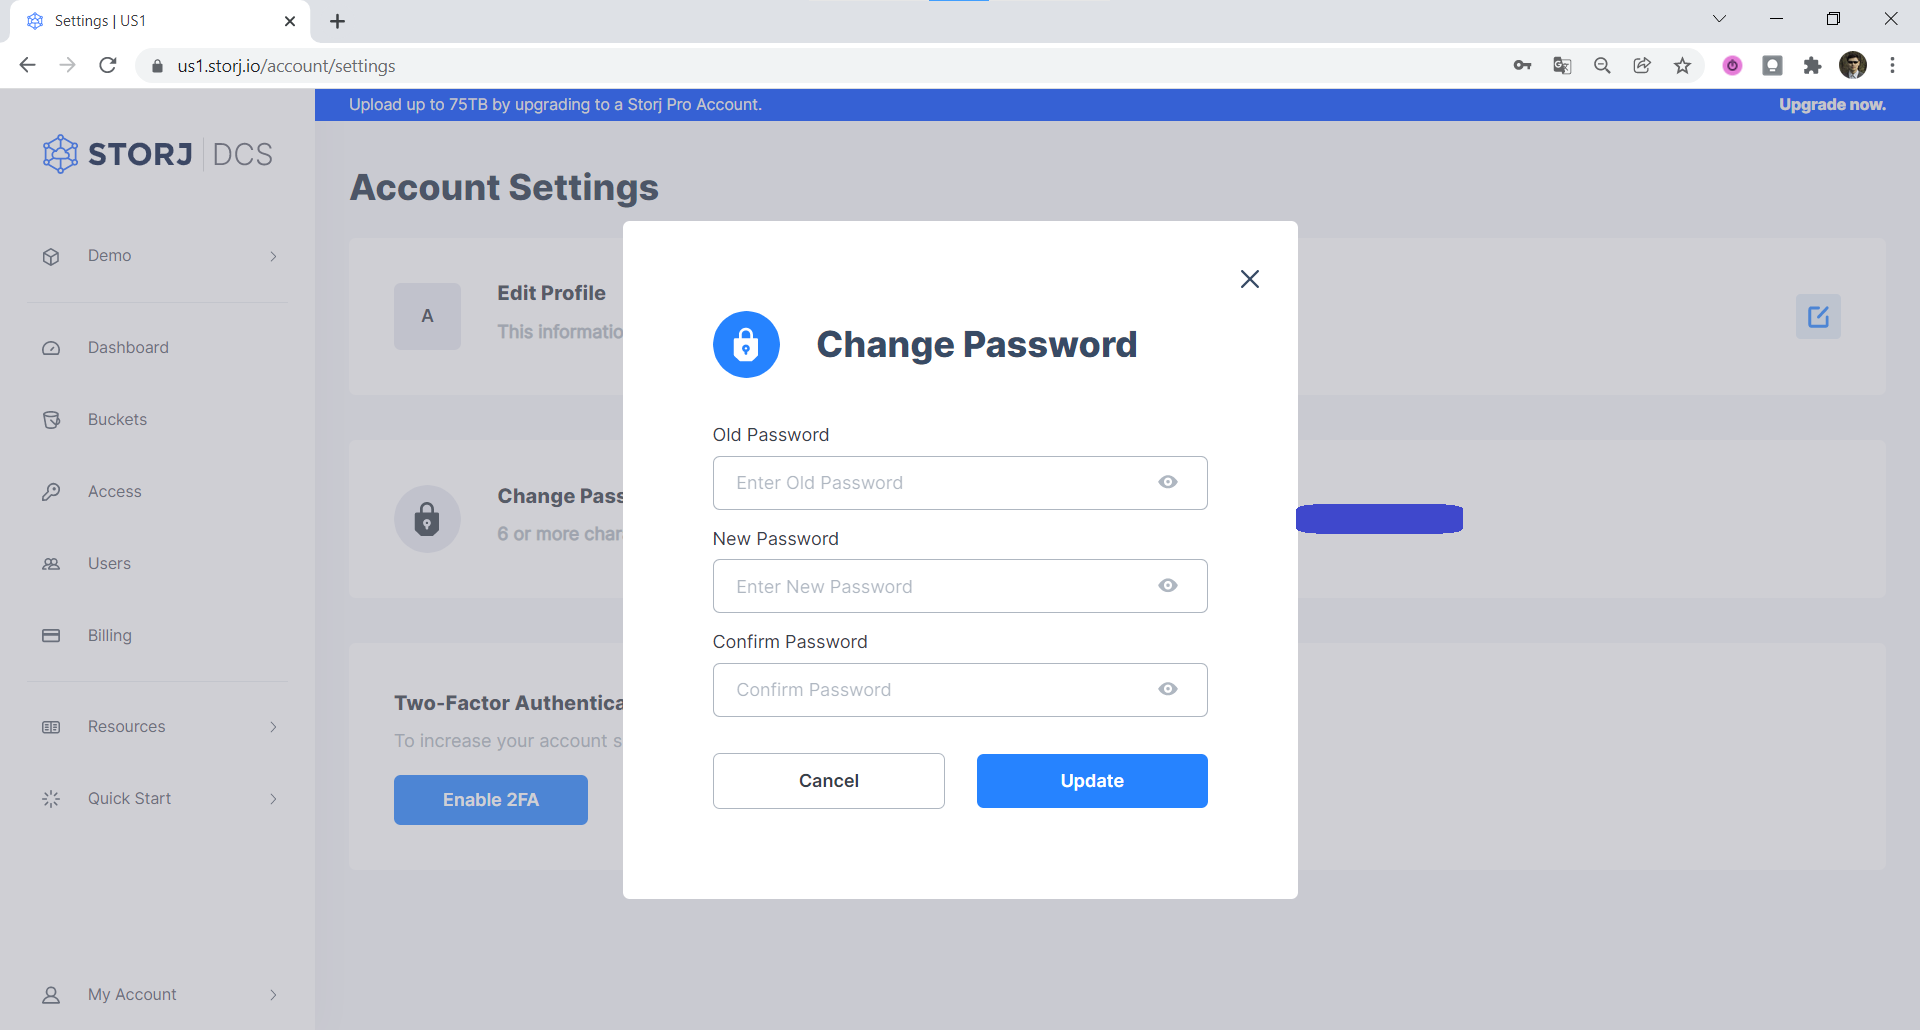 Settings | US1
us1.storj.io/account/settings
Upload up to 75TB by upgrading to a Storj Pro Account.
Upgrade now.
STORJ DCS
Demo
Dashboard
Buckets
Access
Users
Billing
Resources
Quick Start
My Account
Account Settings
A
Edit Profile
This informatio
Change Pass
6 or more char
Two-Factor Authentica
To increase your account s
Enable 2FA
Change Password
Old Password
Enter Old Password
New Password
Enter New Password
Confirm Password
Confirm Password
Cancel
Update